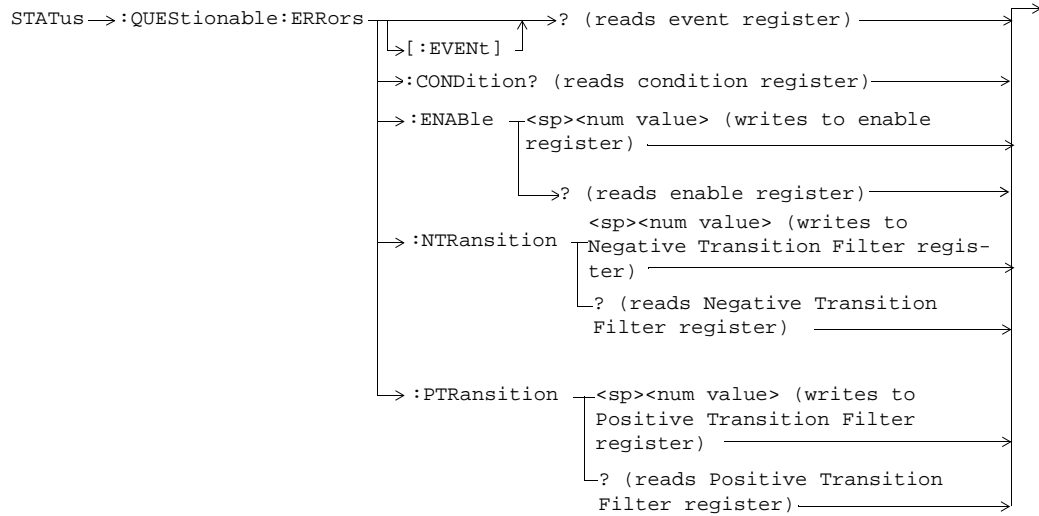 STATus :QUEStionable:ERRors ? (reads event register)
[:EVENt]
:CONDition? (reads condition register)
:ENABle <sp><num value> (writes to enable
register)
? (reads enable register)
<sp><num value> (writes to
:NTRansition Negative Transition Filter regis-
ter)
? (reads Negative Transition
Filter register)
:PTRansition <sp><num value> (writes to
Positive Transition Filter
register)
? (reads Positive Transition
Filter register)